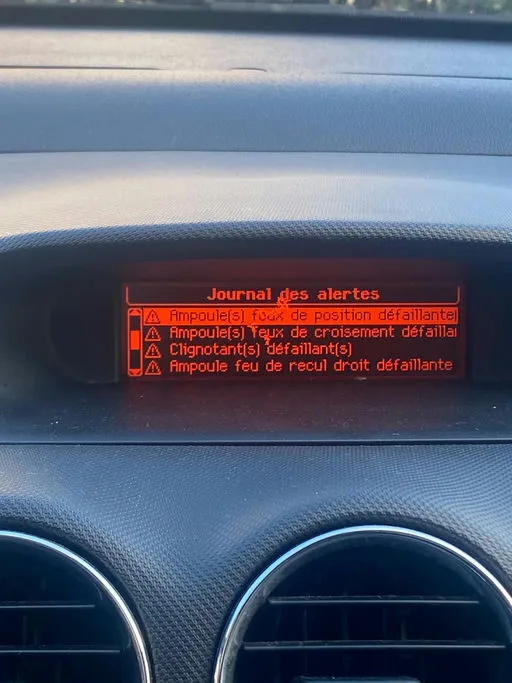 Journal des alertes
Ampoule(s) feux de position défaillante(
Ampoule(s) feux de croisement défaillan
Clignotant(s) défaillant(s)
Ampoule feu de recul droit défaillante